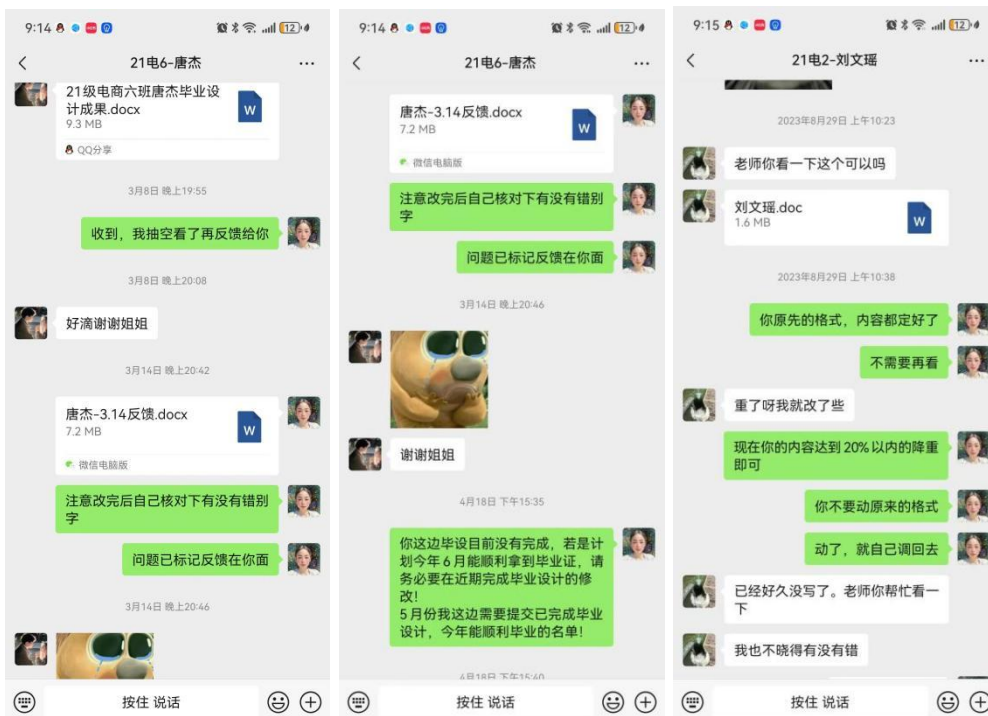 9:14
12
21电6-唐杰
21级电商六班唐杰毕业设
计成果.docx
9.3 MB
W
QQ分享
3月8日 晚上19:55
收到，我抽空看了再反馈给你
3月8日 晚上20:08
好滴谢谢姐姐
3月14日 晚上20:42
唐杰-3.14反馈.docx
7.2 MB
W
微信电脑版
注意改完后自己核对下有没有错别
字
问题已标记反馈在你面
3月14日 晚上20:46
按住 说话
9:14
12
21电6-唐杰
唐杰-3.14反馈.docx
7.2 MB
W
微信电脑版
注意改完后自己核对下有没有错别
字
问题已标记反馈在你面
3月14日 晚上20:46
谢谢姐姐
4月18日 下午15:35
你这边毕设目前没有完成，若是计
划今年6月能顺利拿到毕业证，请
务必要在近期完成毕业设计的修
改！
5月份我这边需要提交已完成毕业
设计，今年能顺利毕业的名单！
4月18日 下午15:40
按住 说话
9:15
12
21电2-刘文瑶
2023年8月29日 上午10:23
老师你看一下这个可以吗
刘文瑶.doc
1.6 MB
W
2023年8月29日 上午10:38
你原先的格式，内容都定好了
不需要再看
重了呀我就改了些
现在你的内容达到20%以内的降重
即可
你不要动原来的格式
动了，就自己调回去
已经好久没写了。老师你帮忙看一
下
我也不晓得有没有错
按住 说话